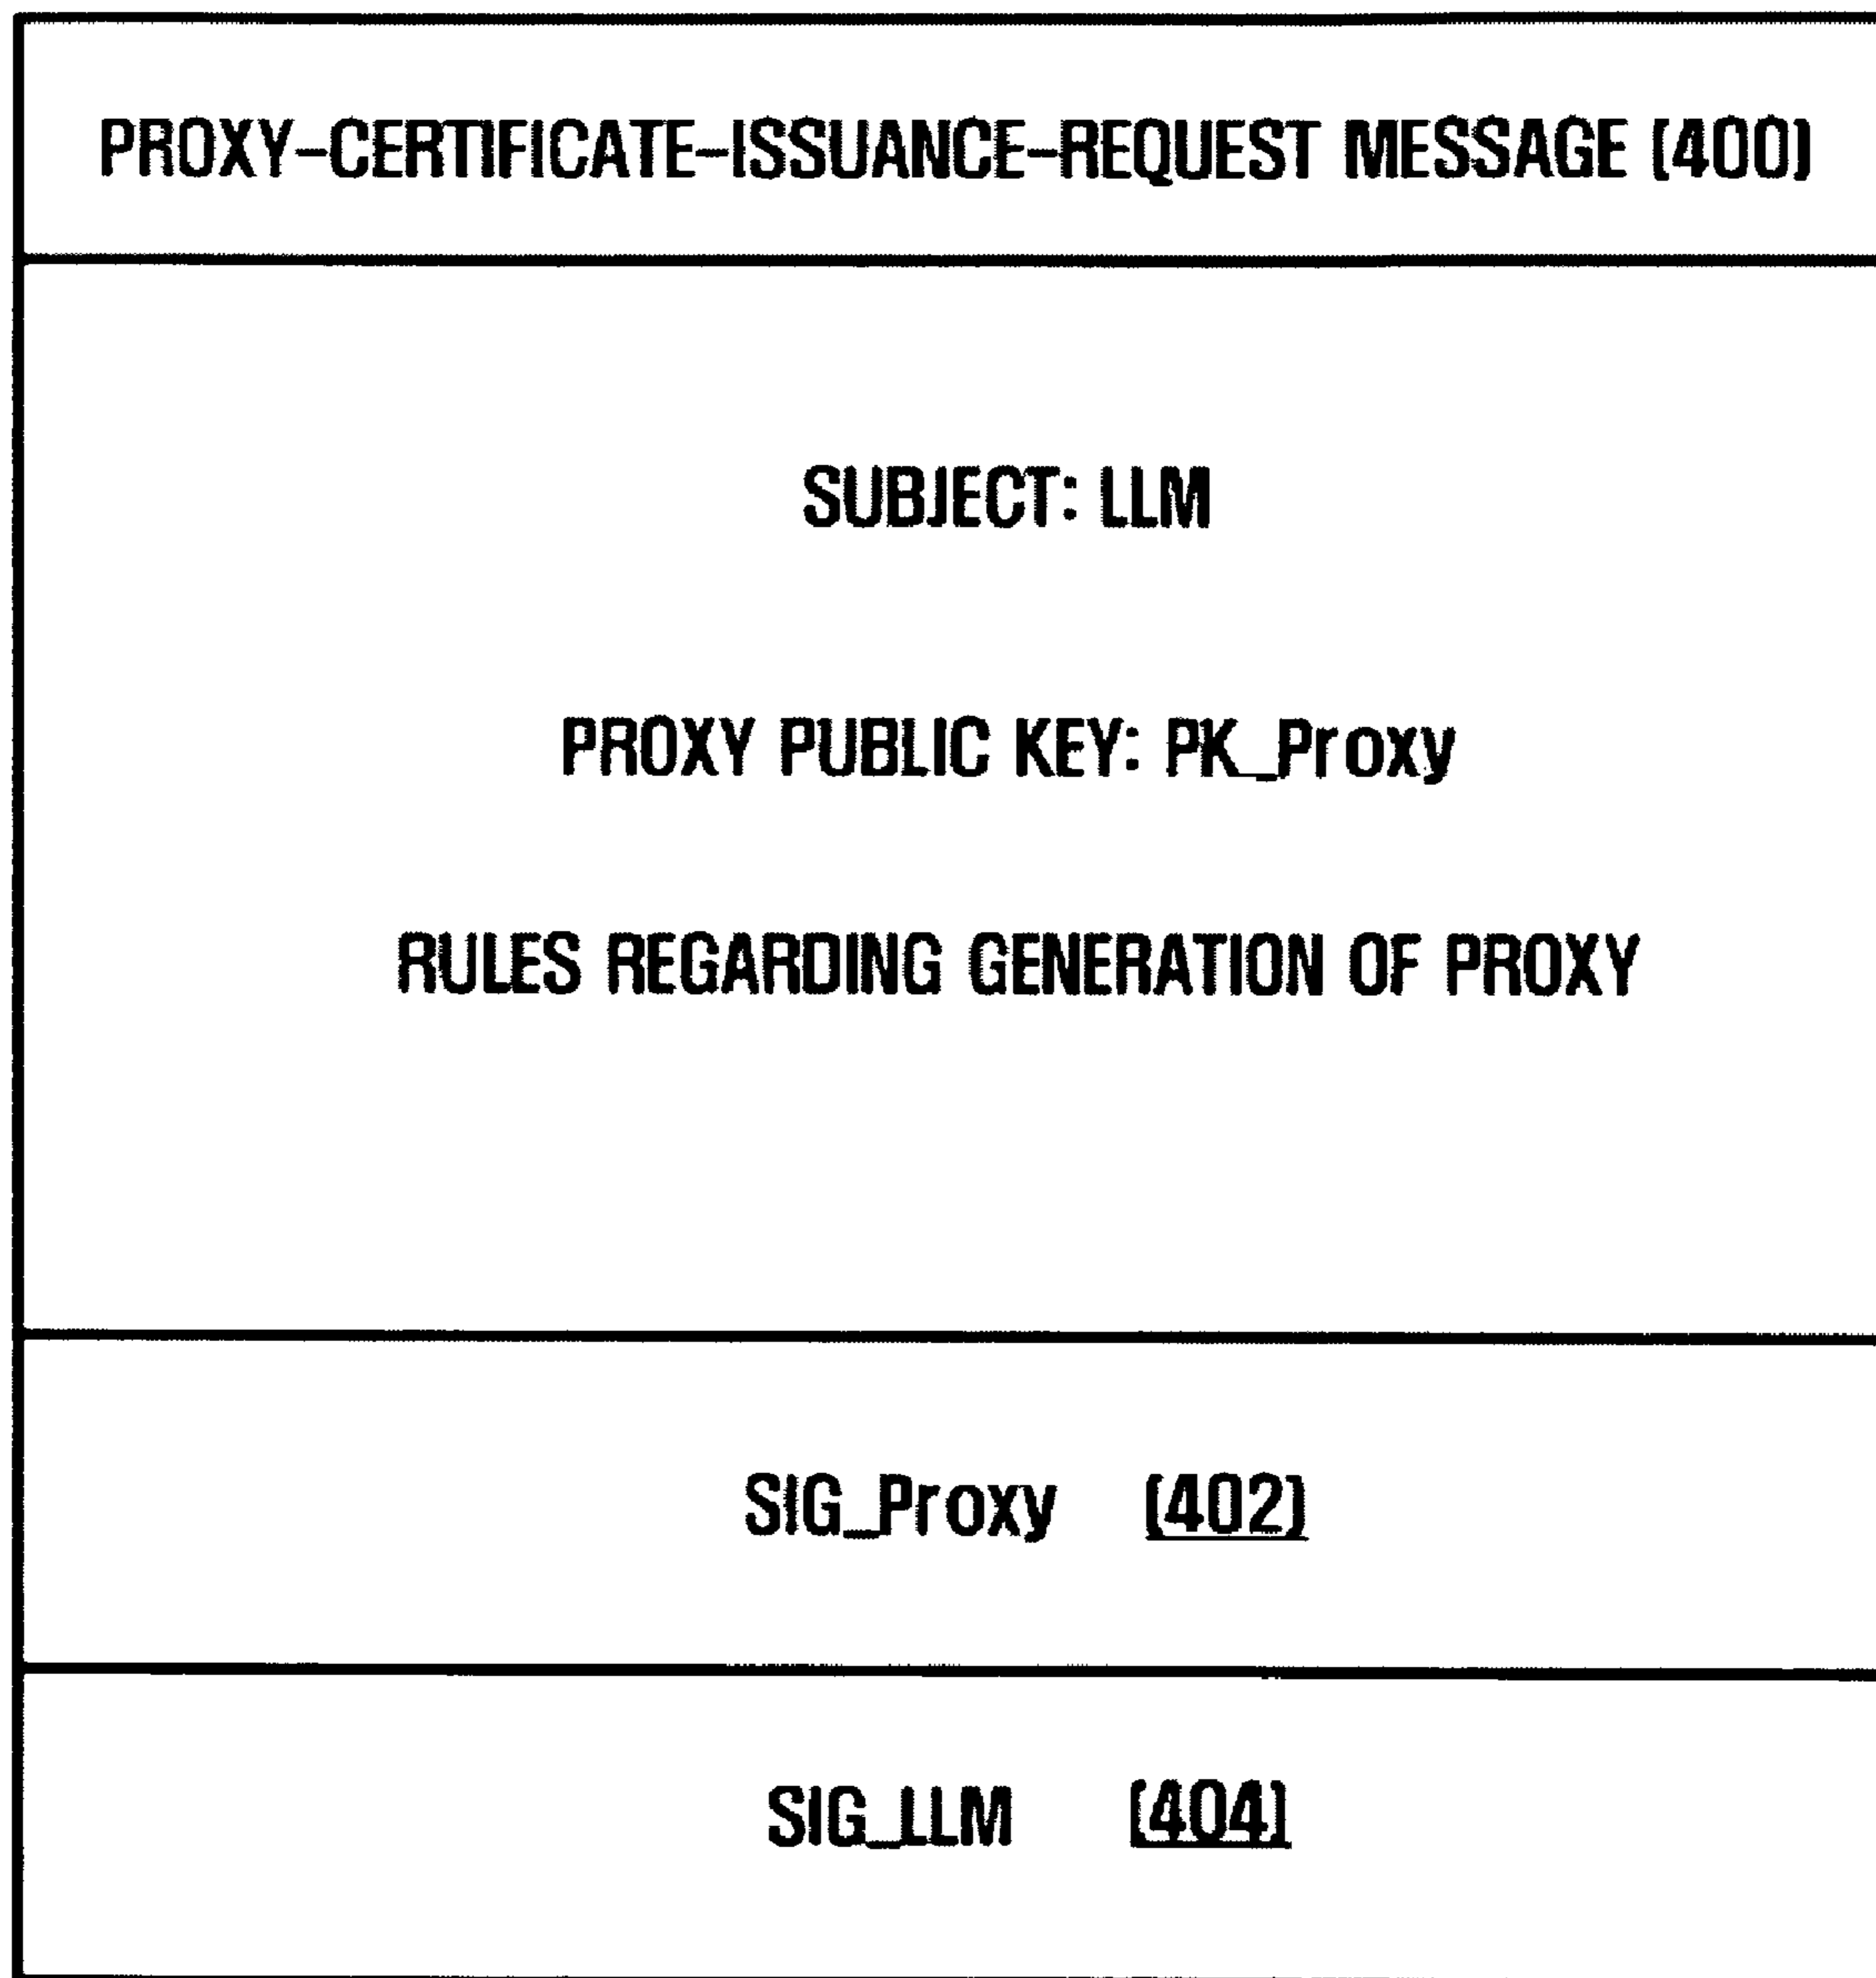 PROXY-CERTIFICATE-ISSUANCE-REQUEST MESSAGE (400)
SUBJECT: LLM
PROXY PUBLIC KEY: PK_Proxy
RULES REGARDING GENERATION OF PROXY
SIG_Proxy (402)
SIG_LLM (404)